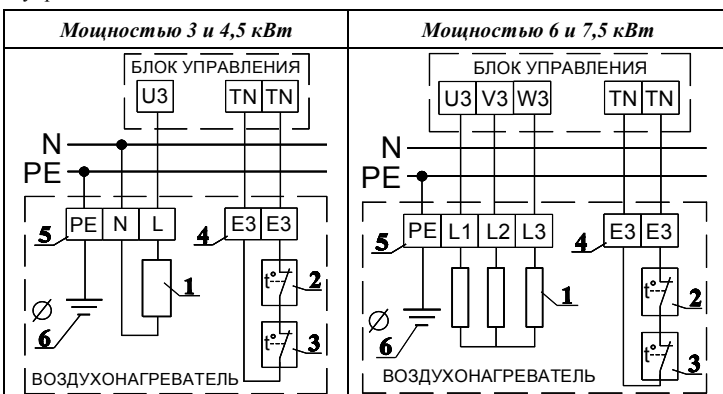 Мощностью 3 и 4,5 кВт
Мощностью 6 и 7,5 кВт
БЛОК УПРАВЛЕНИЯ
U3 TN TN
N
PE
5 PE N L 4 E3 E3
1
t° 2
6
t° 3
ВОЗДУХОНАГРЕВАТЕЛЬ
БЛОК УПРАВЛЕНИЯ
U3 V3 W3 TN TN
N
PE
5 PE L1 L2 L3 4 E3 E3
1
t° 2
6
t° 3
ВОЗДУХОНАГРЕВАТЕЛЬ